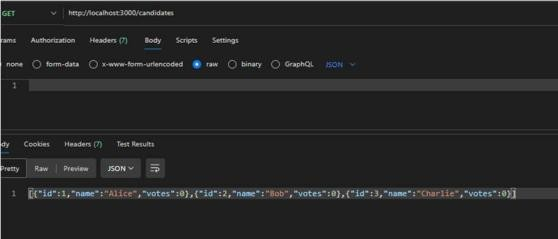 GET http://localhost:3000/candidates
rams Authorization Headers (7) Body Scripts Settings
none form-data x-www-form-urlencoded raw binary GraphQL JSON
1
dy Cookies Headers (7) Test Results
Pretty Raw Preview JSON
1 [{"id":1,"name":"Alice","votes":0},{"id":2,"name":"Bob","votes":0},{"id":3,"name":"Charlie","votes":0}]